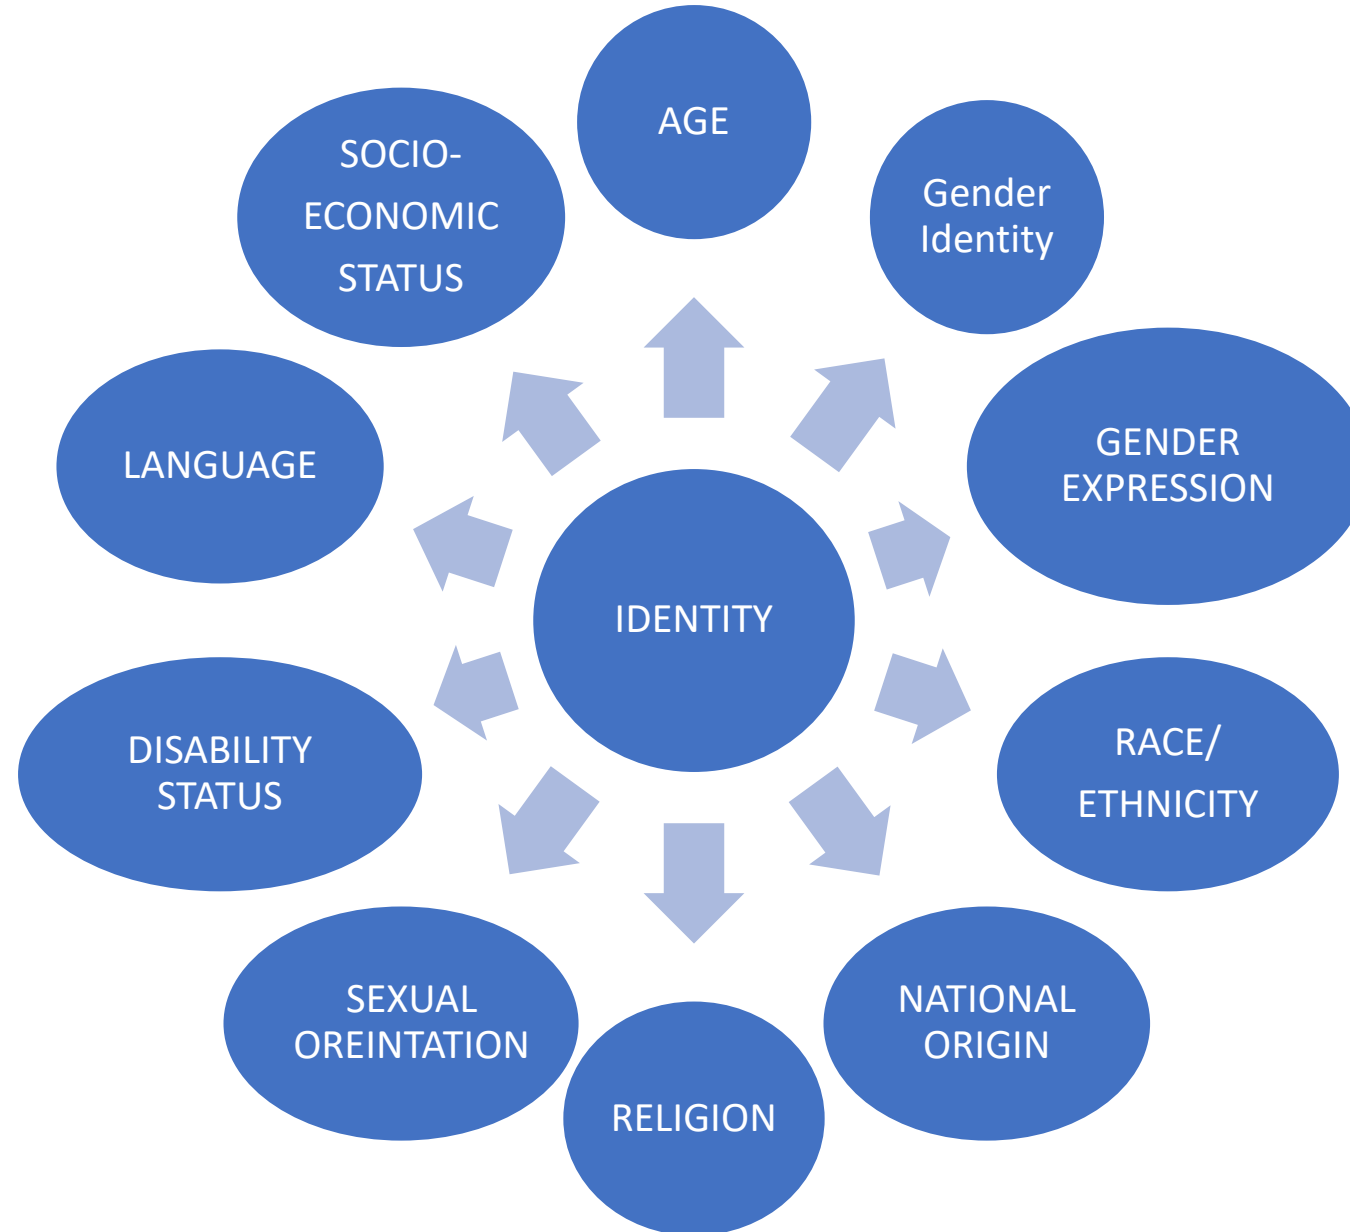 AGE
Gender
Identity
GENDER
EXPRESSION
RACE/
ETHNICITY
NATIONAL
ORIGIN
RELIGION
SEXUAL
OREINTATION
DISABILITY
STATUS
LANGUAGE
SOCIO-
ECONOMIC
STATUS
IDENTITY